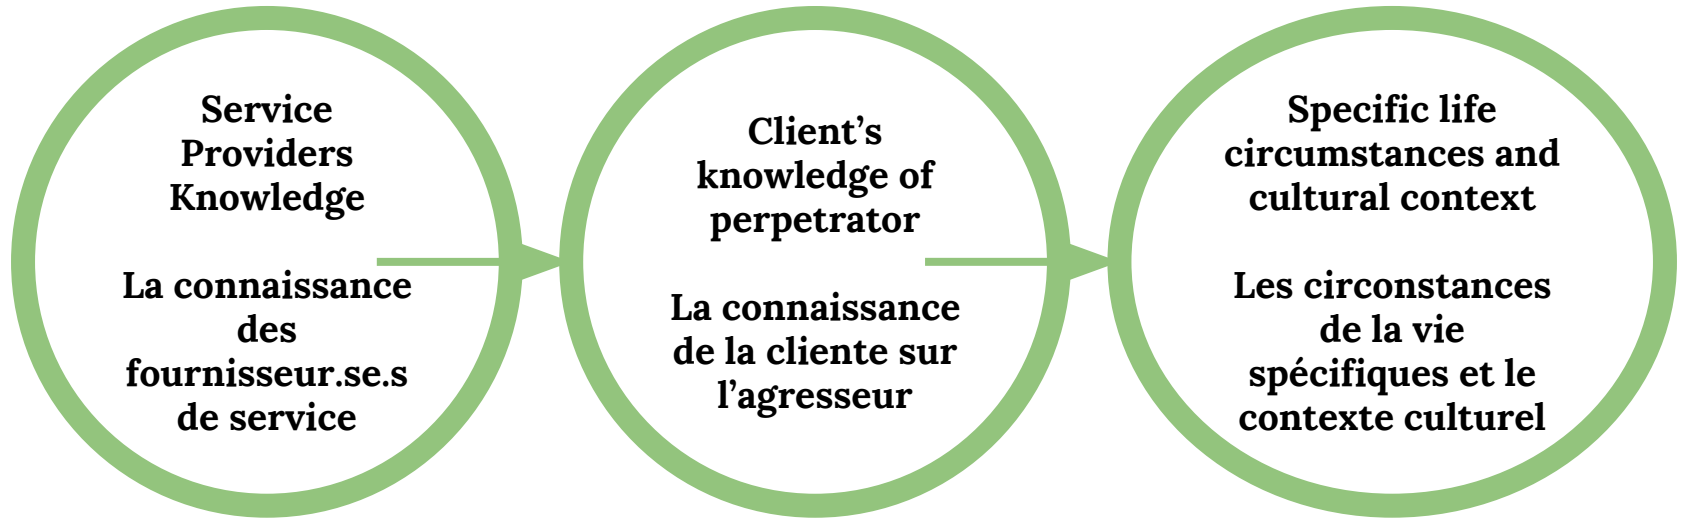 Service
Providers
Knowledge
La connaissance
des
fournisseur.se.s
de service
Client’s
knowledge of
perpetrator
La connaissance
de la cliente sur
l’agresseur
Specific life
circumstances and
cultural context
Les circonstances
de la vie
spécifiques et le
contexte culturel